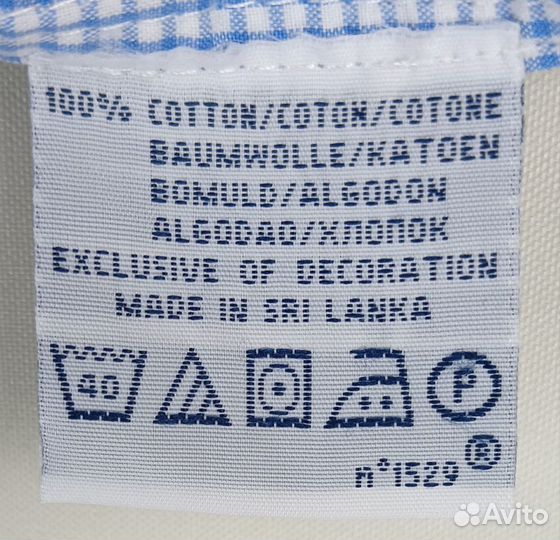 100% COTTON/COTON/COTONE
BAUMWOLLE/KATOEN
BOMULD/ALGODON
ALGODAO/ХЛОПОК
EXCLUSIVE OF DECORATION
MADE IN SRI LANKA
40 P
n°1529 ®
Avito